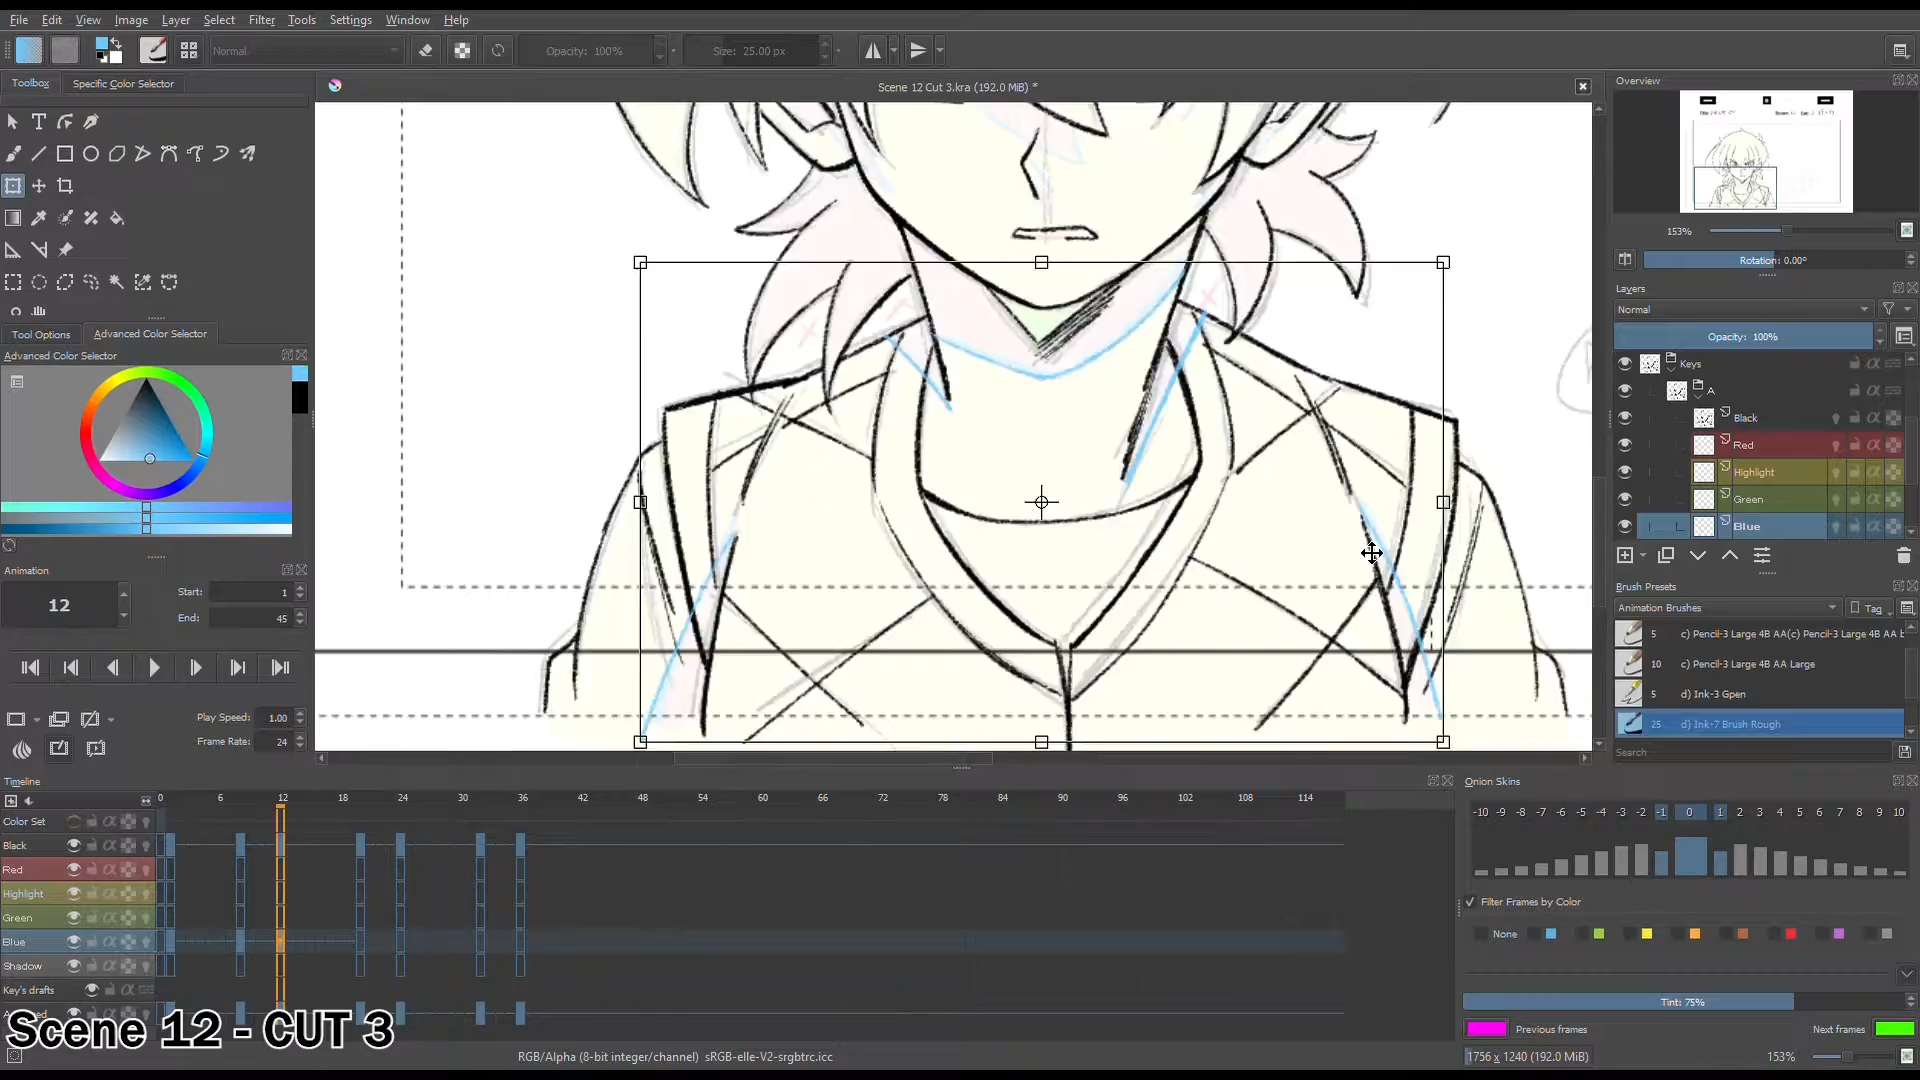 File Edit View Image Layer Select Filter Tools Settings Window Help
Normal Opacity: 100% Size: 25.00 px
Toolbox Specific Color Selector
Scene 12 Cut 3.kra (192.0 MiB) *
Tool Options Advanced Color Selector
Advanced Color Selector
Animation
12
Start: 1
End: 45
Play Speed: 1.00
Frame Rate: 24
Overview
153%
Rotation: 0.00°
Layers
Normal
Opacity: 100%
Keys
A
Black
Red
Highlight
Green
Blue
Brush Presets
Animation Brushes Tag
5 c) Pencil-3 Large 4B AA(c) Pencil-3 Large 4B AA
10 c) Pencil-3 Large 4B AA Large
5 d) Ink-3 Gpen
25 d) Ink-7 Brush Rough
Search
Timeline
0 6 12 18 24 30 36 42 48 54 60 66 72 78 84 90 96 102 108 114
Color Set
Black
Red
Highlight
Green
Blue
Shadow
Key's drafts
Scene 12 - CUT 3
Onion Skins
-10 -9 -8 -7 -6 -5 -4 -3 -2 -1 0 1 2 3 4 5 6 7 8 9 10
Filter Frames by Color
None
Tint: 75%
Previous frames Next frames
RGB/Alpha (8-bit integer/channel) sRGB-elle-V2-srgbtrc.icc
1756 x 1240 (192.0 MiB) 153%